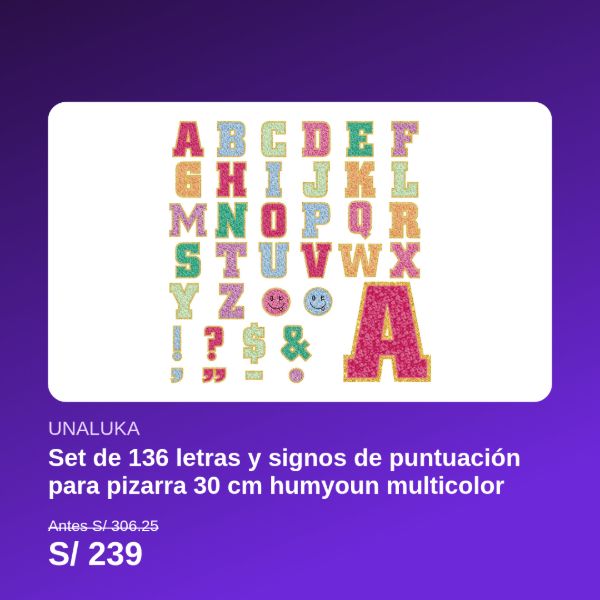 A B C D E F
G H I J K L
M N O P Q R
S T U V W X
Y Z
A
! ? $ &
, ” - .
UNALUKA
Set de 136 letras y signos de puntuación
para pizarra 30 cm humyoun multicolor
Antes S/ 306.25
S/ 239